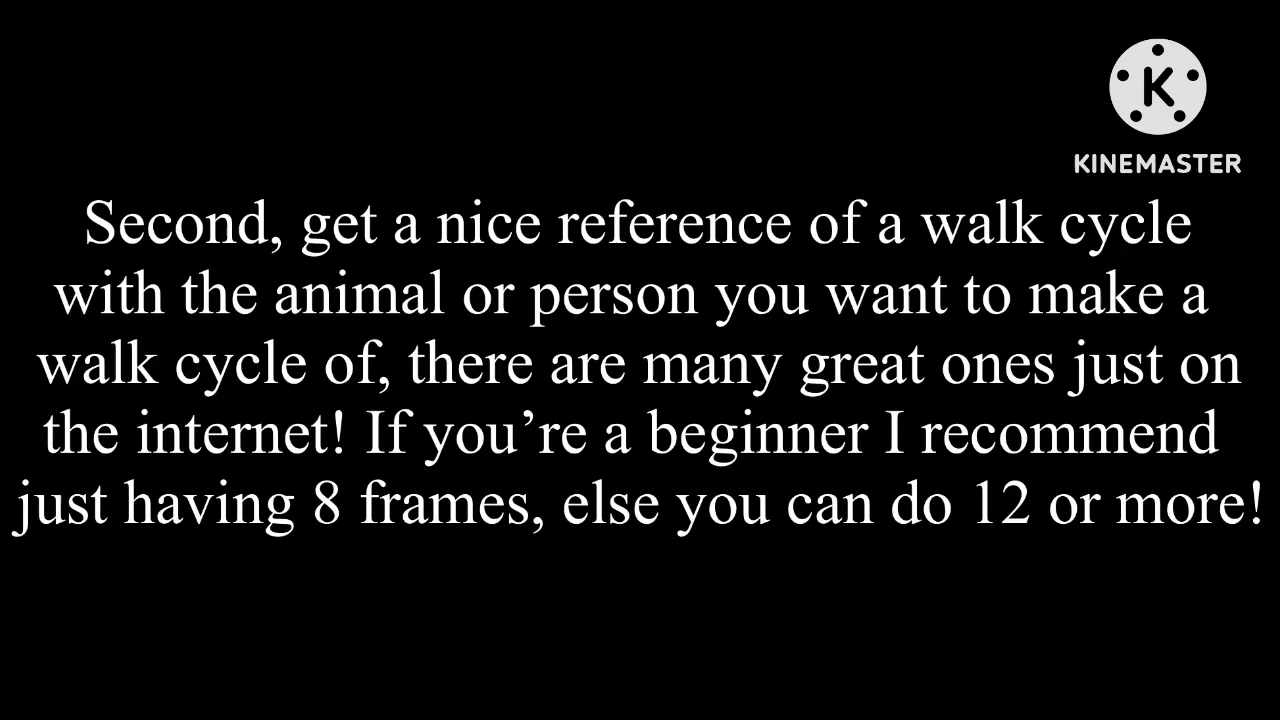 K
KINEMASTER
Second, get a nice reference of a walk cycle
with the animal or person you want to make a
walk cycle of, there are many great ones just on
the internet! If you’re a beginner I recommend
just having 8 frames, else you can do 12 or more!